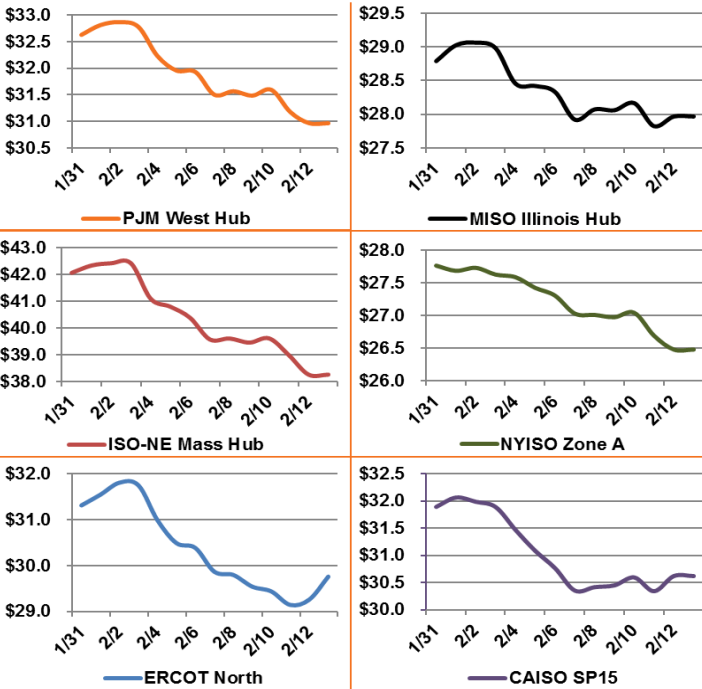 $33.0
$32.5
$32.0
$31.5
$31.0
$30.5
1/31 2/2 2/4 2/6 2/8 2/10 2/12
PJM West Hub
$29.5
$29.0
$28.5
$28.0
$27.5
1/31 2/2 2/4 2/6 2/8 2/10 2/12
MISO Illinois Hub
$43.0
$42.0
$41.0
$40.0
$39.0
$38.0
1/31 2/2 2/4 2/6 2/8 2/10 2/12
ISO-NE Mass Hub
$28.0
$27.5
$27.0
$26.5
$26.0
1/31 2/2 2/4 2/6 2/8 2/10 2/12
NYISO Zone A
$32.0
$31.0
$30.0
$29.0
1/31 2/2 2/4 2/6 2/8 2/10 2/12
ERCOT North
$32.5
$32.0
$31.5
$31.0
$30.5
$30.0
1/31 2/2 2/4 2/6 2/8 2/10 2/12
CAISO SP15